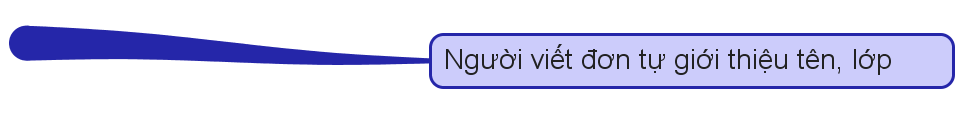 Người viết đơn tự giới thiệu tên, lớp